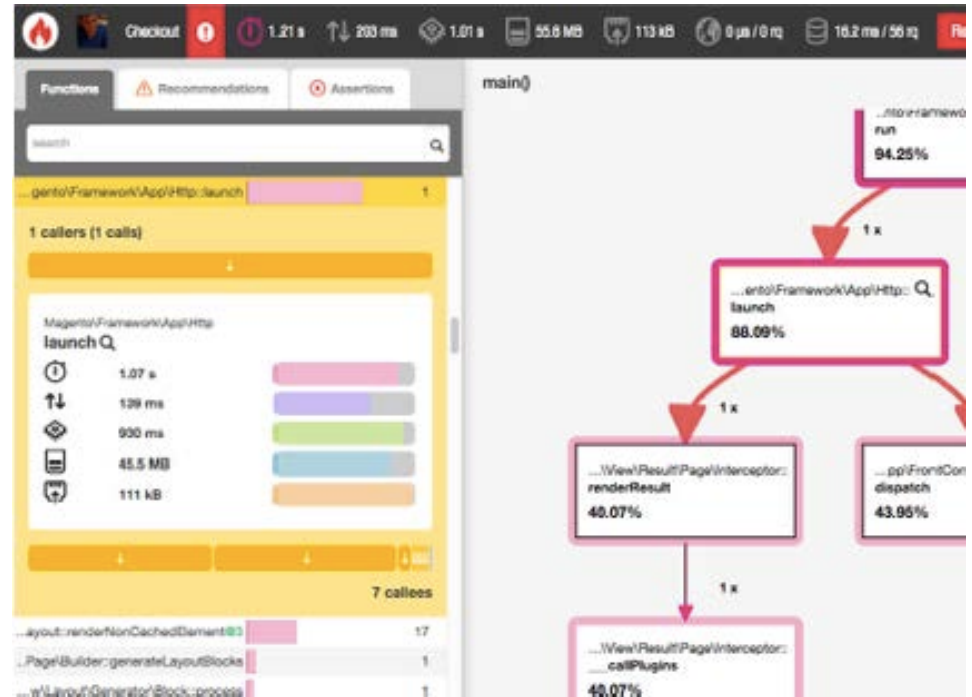 Checkout 1.21 s 203 ms 1.01 s 55.8 MB 113 kB 0 µs / 0 rq 16.2 ms / 56 rq Re
Functions Recommendations Assertions
search
...gento\Framework\App\Http::launch 1
1 callers (1 calls)
Magento\Framework\App\Http
launch
1.07 s
139 ms
930 ms
45.5 MB
111 kB
7 callees
...ayout::renderNonCachedElement@3 17
...Page\Builder::generateLayoutBlocks 1
...w\Layout\Generator\Block::process 1
main()
...nto\Framewo
run
94.25%
1 x
...ento\Framework\App\Http::
launch
88.09%
1 x
...\View\Result\Page\Interceptor::
renderResult
40.07%
...pp\FrontCon
dispatch
43.95%
1 x
...\View\Result\Page\Interceptor::
___callPlugins
40.07%